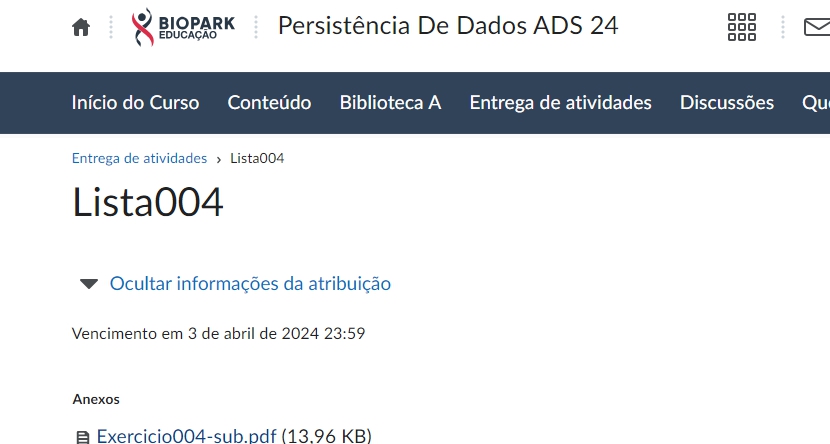 BIOPARK
EDUCAÇÃO
Persistência De Dados ADS 24
Início do Curso Conteúdo Biblioteca A Entrega de atividades Discussões Que
Entrega de atividades › Lista004
Lista004
Ocultar informações da atribuição
Vencimento em 3 de abril de 2024 23:59
Anexos
Exercicio004-sub.pdf (13,96 KB)